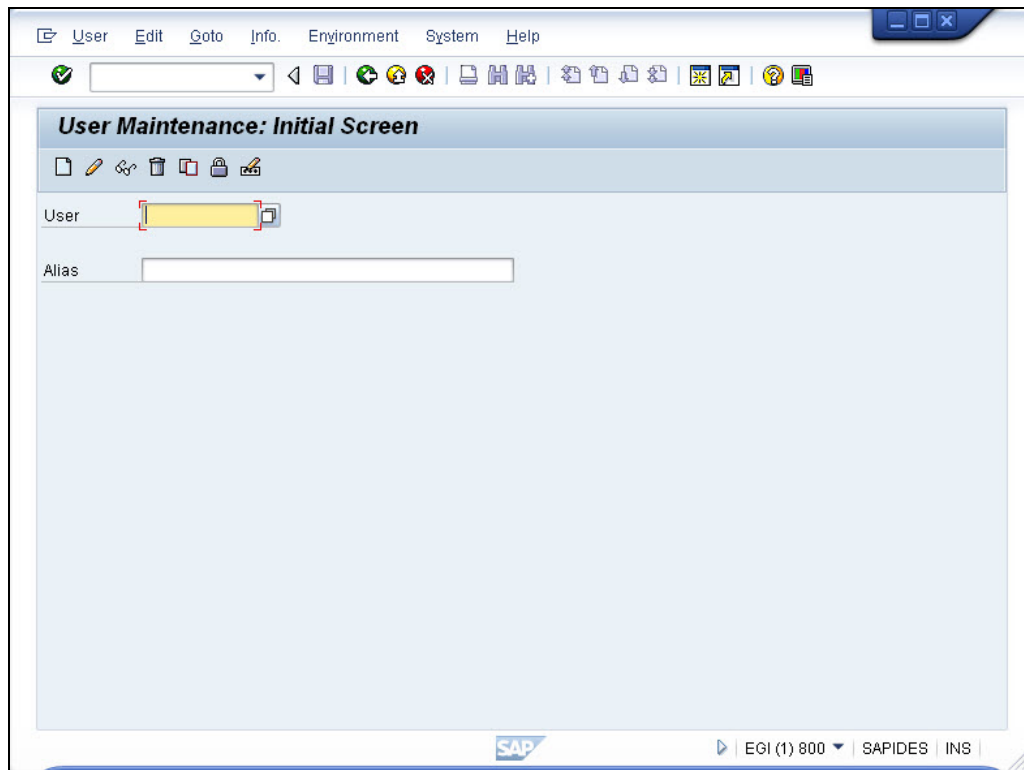 User Edit Goto Info. Environment System Help
User Maintenance: Initial Screen
User
Alias
SAP
EGI (1) 800 SAPIDES INS